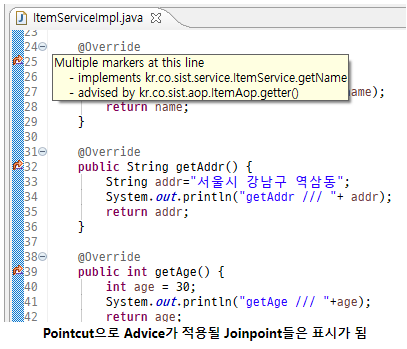 ItemServiceImpl.java
23
24 @Override
25 Multiple markers at this line
26 - implements kr.co.sist.service.ItemService.getName
27 - advised by kr.co.sist.aop.ItemAop.getter() name);
28 return name;
29 }
30
31 @Override
32 public String getAddr() {
33 String addr="서울시 강남구 역삼동";
34 System.out.println("getAddr /// "+ addr);
35 return addr;
36 }
37
38 @Override
39 public int getAge() {
40 int age = 30;
41 System.out.println("getAge /// "+age);
42 return age;
Pointcut으로 Advice가 적용될 Joinpoint들은 표시가 됨